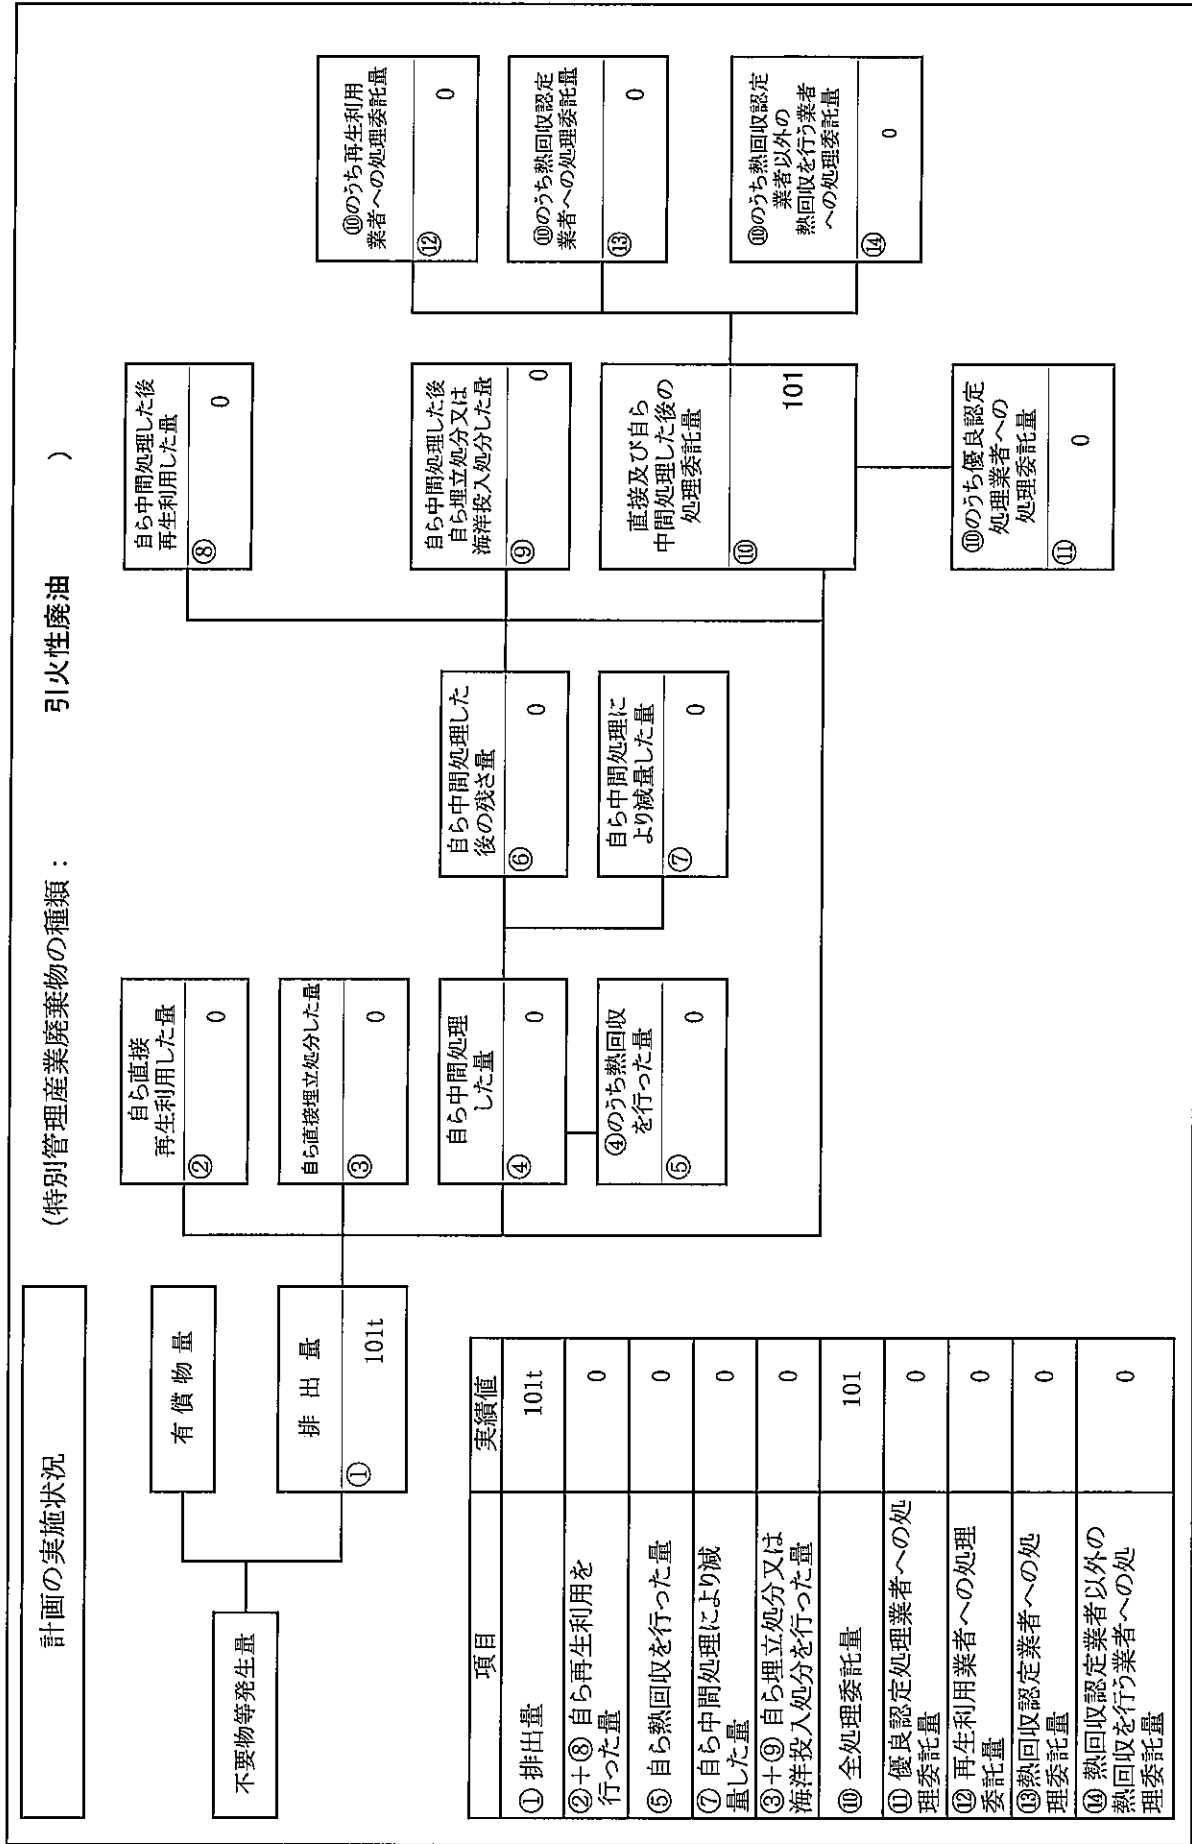 計画の実施状況
(特別管理産業廃棄物の種類： 引火性廃油 )
不要物等発生量
有償物量
排出量
①
101t
自ら直接
再生利用した量
②
0
自ら直接埋立処分した量
③
0
自ら中間処理
した量
④
0
④のうち熱回収
を行った量
⑤
0
自ら中間処理した
後の残さ量
⑥
0
自ら中間処理に
より減量した量
⑦
0
自ら中間処理した後
再生利用した量
⑧
0
自ら中間処理した後
自ら埋立処分又は
海洋投入処分した量
⑨
0
直接及び自ら
中間処理した後の
処理委託量
⑩
101
⑩のうち優良認定
処理業者への
処理委託量
⑪
0
⑩のうち再生利用
業者への処理委託量
⑫
0
⑩のうち熱回収認定
業者への処理委託量
⑬
0
⑩のうち熱回収認定
業者以外の
熱回収を行う業者
への処理委託量
⑭
0
項目 実績値
①排出量 101t
②＋⑧ 自ら再生利用を
行った量 0
⑤ 自ら熱回収を行った量 0
⑦ 自ら中間処理により減
量した量 0
③＋⑨ 自ら埋立処分又は
海洋投入処分を行った量 0
⑩ 全処理委託量 101
⑪ 優良認定処理業者への処
理委託量 0
⑫ 再生利用業者への処理
委託量 0
⑬熱回収認定業者への処
理委託量 0
⑭ 熱回収認定業者以外の
熱回収を行う業者への処
理委託量 0